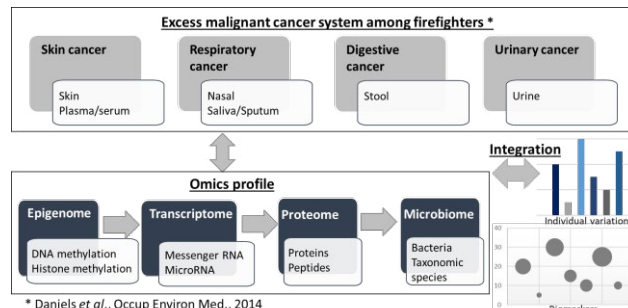 Excess malignant cancer system among firefighters *
Skin cancer
Skin
Plasma/serum
Respiratory
cancer
Nasal
Saliva/Sputum
Digestive
cancer
Stool
Urinary cancer
Urine
Integration
Omics profile
Epigenome
DNA methylation
Histone methylation
Transcriptome
Messenger RNA
MicroRNA
Proteome
Proteins
Peptides
Microbiome
Bacteria
Taxonomic
species
Individual variation
40
30
20
10
0
Biomarkers
* Daniels et al., Occup Environ Med., 2014